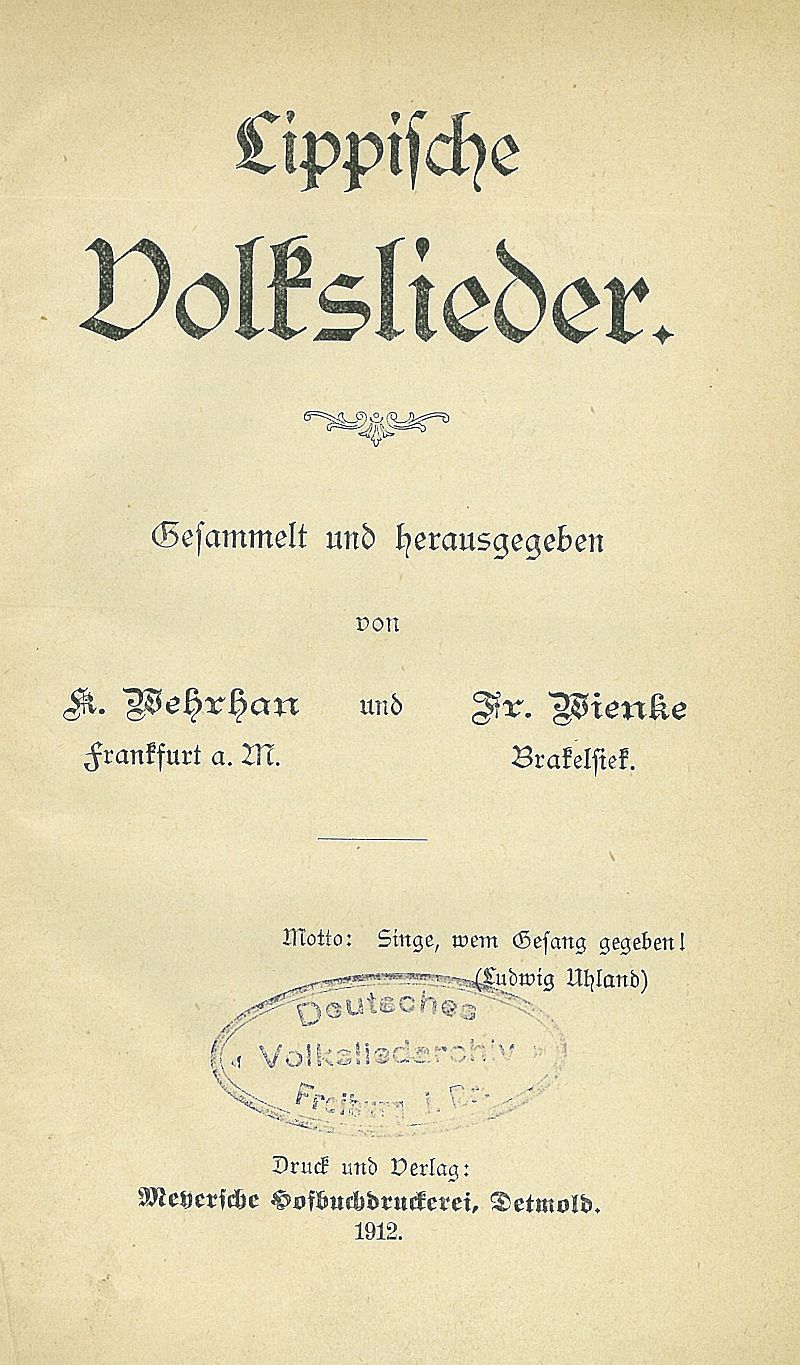 Lippische
Volkslieder.
Gesammelt und herausgegeben
von
K. Wehrhan und Fr. Wienke
Frankfurt a. M. Brakelsiek.
Motto: Singe, wem Gesang gegeben!
(Ludwig Uhland)
Deutsches
Volksliedarchiv
Freiburg i. Br.
Druck und Verlag:
Meyersche Hofbuchdruckerei, Detmold.
1912.